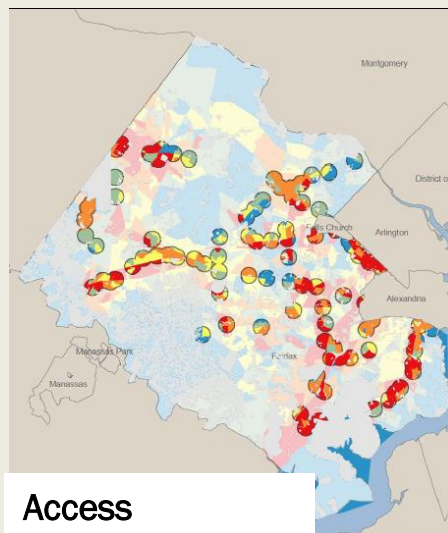 Montgomery
District o
Falls Church
Arlington
Alexandria
Manassas Park
Fairfax
Manassas
Access